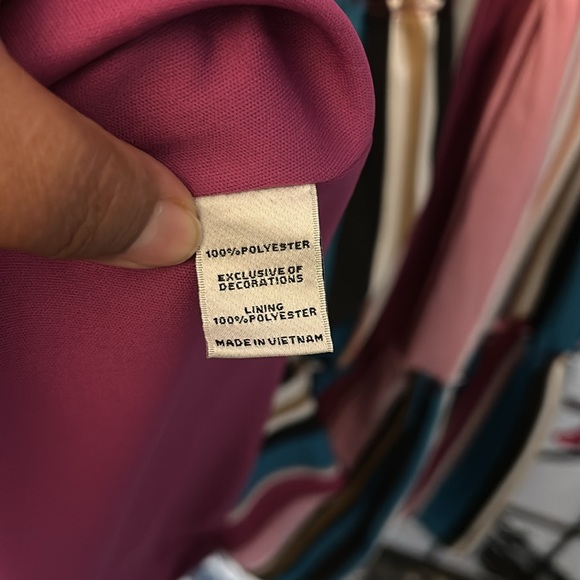 100%POLYESTER
EXCLUSIVE OF
DECORATIONS
LINING
100%POLYESTER
MADE IN VIETNAM